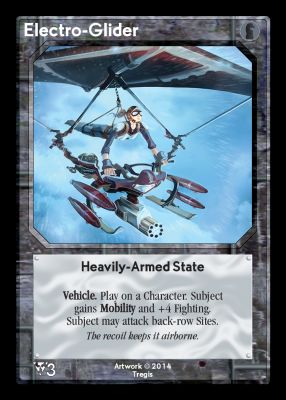 Electro-Glider
Heavily-Armed State
Vehicle. Play on a Character. Subject
gains Mobility and +4 Fighting.
Subject may attack back-row Sites.
The recoil keeps it airborne.
Artwork © 2014
Tregis
3